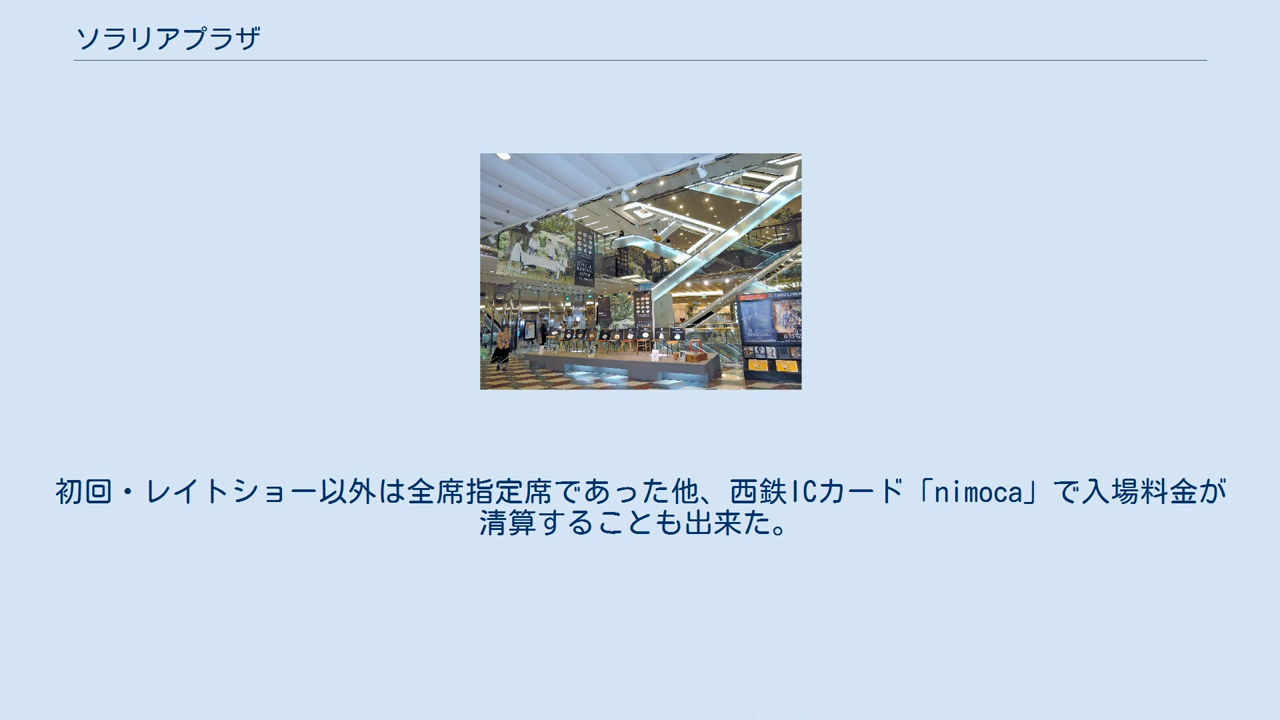 ソラリアプラザ
初回・レイトショー以外は全席指定席であった他、西鉄ICカード「nimoca」で入場料金が
清算することも出来た。